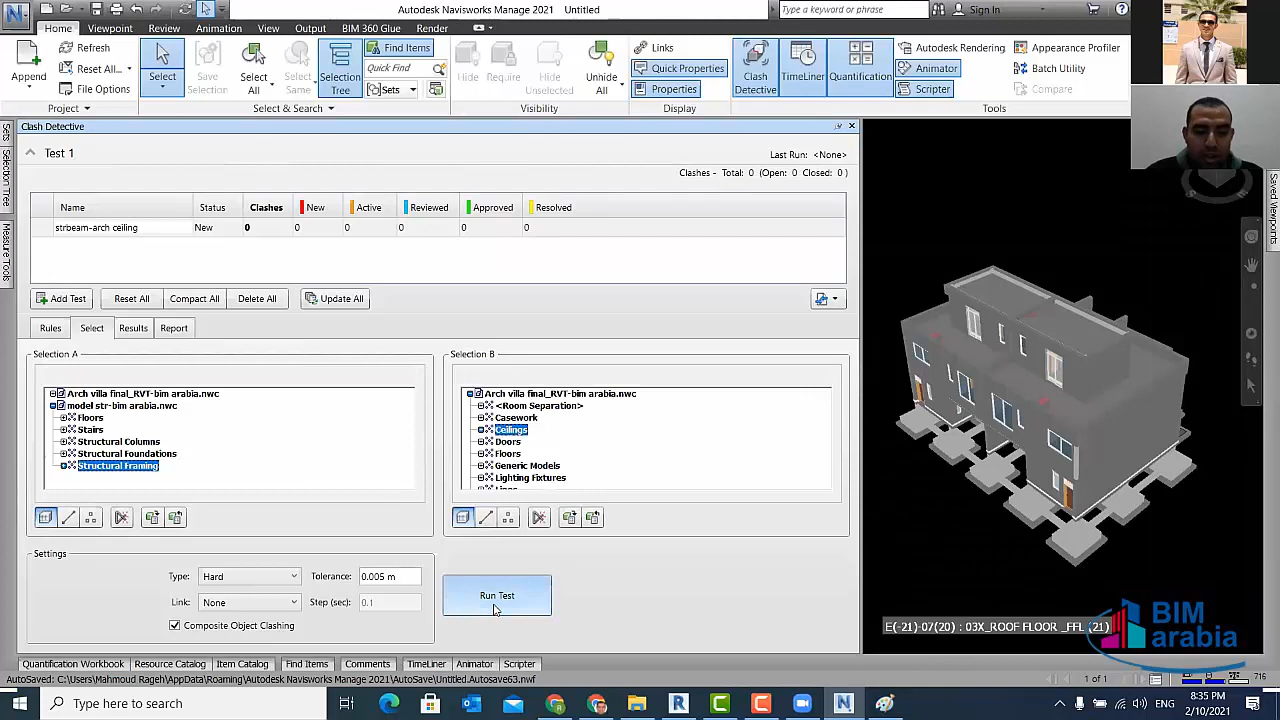 Autodesk Navisworks Manage 2021 Untitled
Type a keyword or phrase
Sign In
Home Viewpoint Review Animation View Output BIM 360 Glue Render
Append
Refresh
Reset All...
File Options
Project
Select
Save Selection
Select All
Select Same
Selection Tree
Find Items
Quick Find
Sets
Select & Search
Hide
Require
Hide Unselected
Unhide All
Visibility
Links
Quick Properties
Properties
Display
Clash Detective
TimeLiner
Quantification
Autodesk Rendering
Animator
Scripter
Appearance Profiler
Batch Utility
Compare
Tools
Sets
Selection Tree
Measure Tools
Saved Viewpoints
Clash Detective
Test 1
Last Run: <None>
Clashes - Total: 0 (Open: 0 Closed: 0 )
Name Status Clashes New Active Reviewed Approved Resolved
strbeam-arch ceiling New 0 0 0 0 0 0
Add Test Reset All Compact All Delete All Update All
Rules Select Results Report
Selection A
Arch villa final_RVT-bim arabia.nwc
model str-bim arabia.nwc
Floors
Stairs
Structural Columns
Structural Foundations
Structural Framing
Selection B
Arch villa final_RVT-bim arabia.nwc
<Room Separation>
Casework
Ceilings
Doors
Floors
Generic Models
Lighting Fixtures
Lines
Settings
Type: Hard Tolerance: 0.005 m
Link: None Step (sec): 0.1
Composite Object Clashing
Run Test
E(-21)-07(20) : 03X_ROOF FLOOR _FFL (21)
BIM
arabia
Quantification Workbook Resource Catalog Item Catalog Find Items Comments TimeLiner Animator Scripter
AutoSaved: C:\Users\Mahmoud Rageh\AppData\Roaming\Autodesk Navisworks Manage 2021\AutoSave\Untitled.AutoSave63.nwf
1 of 1
716
Type here to search
8:35 PM
2/10/2021